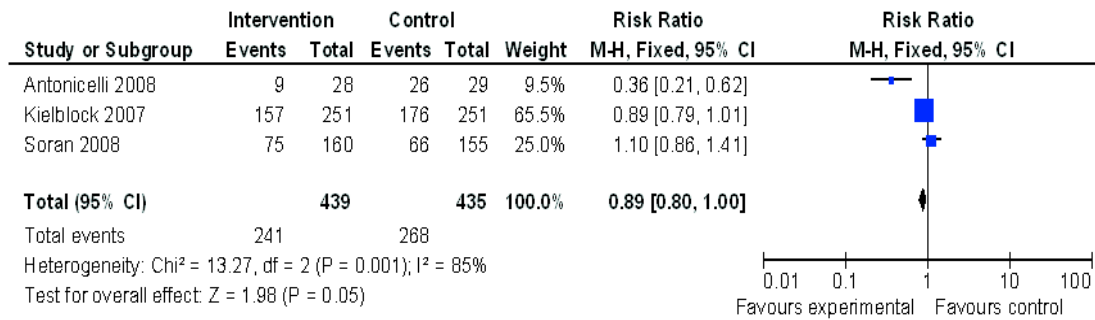 Intervention Control Risk Ratio Risk Ratio
Study or Subgroup Events Total Events Total Weight M-H, Fixed, 95% CI M-H, Fixed, 95% CI
Antonicelli 2008 9 28 26 29 9.5% 0.36 [0.21, 0.62]
Kielblock 2007 157 251 176 251 65.5% 0.89 [0.79, 1.01]
Soran 2008 75 160 66 155 25.0% 1.10 [0.86, 1.41]
Total (95% CI) 439 435 100.0% 0.89 [0.80, 1.00]
Total events 241 268
Heterogeneity: Chi² = 13.27, df = 2 (P = 0.001); I² = 85%
Test for overall effect: Z = 1.98 (P = 0.05)
0.01 0.1 1 10 100
Favours experimental Favours control